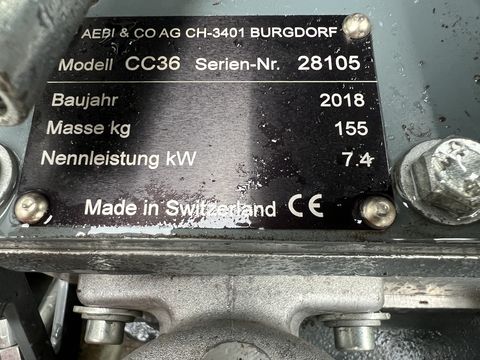 AEBI & CO AG CH-3401 BURGDORF
Modell CC36 Serien-Nr. 28105
Baujahr 2018
Masse kg 155
Nennleistung kW 7.4
Made in Switzerland CE